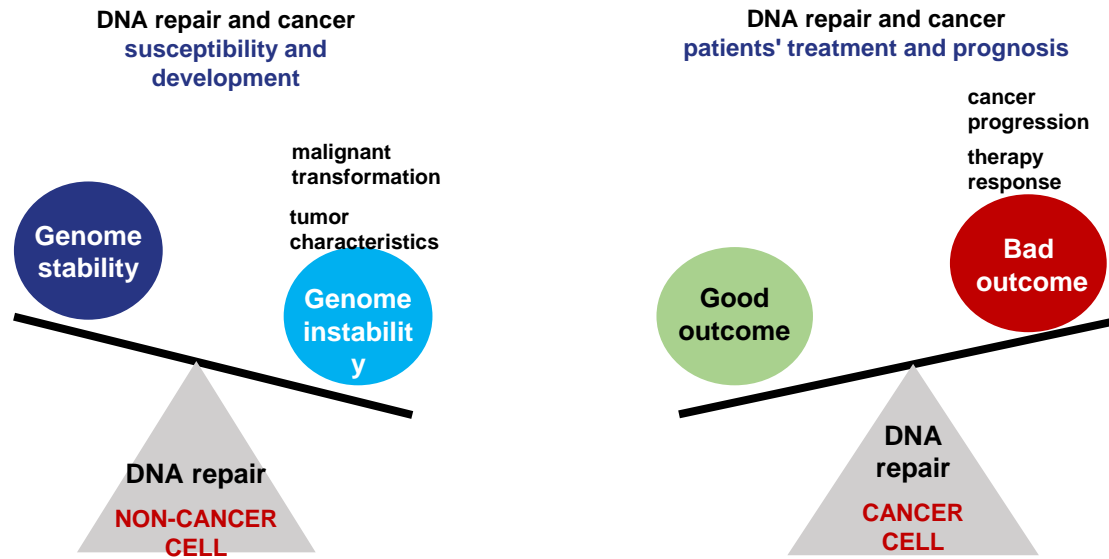 DNA repair and cancer
susceptibility and
development
malignant
transformation
tumor
characteristics
Genome
stability
Genome
instabilit
y
DNA repair
NON-CANCER
CELL
DNA repair and cancer
patients' treatment and prognosis
cancer
progression
therapy
response
Good
outcome
Bad
outcome
DNA
repair
CANCER
CELL